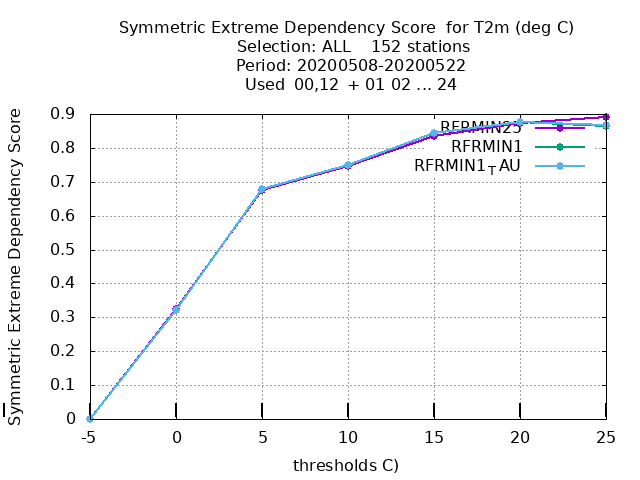 Symmetric Extreme Dependency Score for T2m (deg C)
Selection: ALL 152 stations
Period: 20200508-20200522
Used 00,12 + 01 02 ... 24
Symmetric Extreme Dependency Score
0.9
0.8
0.7
0.6
0.5
0.4
0.3
0.2
0.1
0
RFRMIN25
RFRMIN1
RFRMIN1TAU
-5 0 5 10 15 20 25
thresholds C)